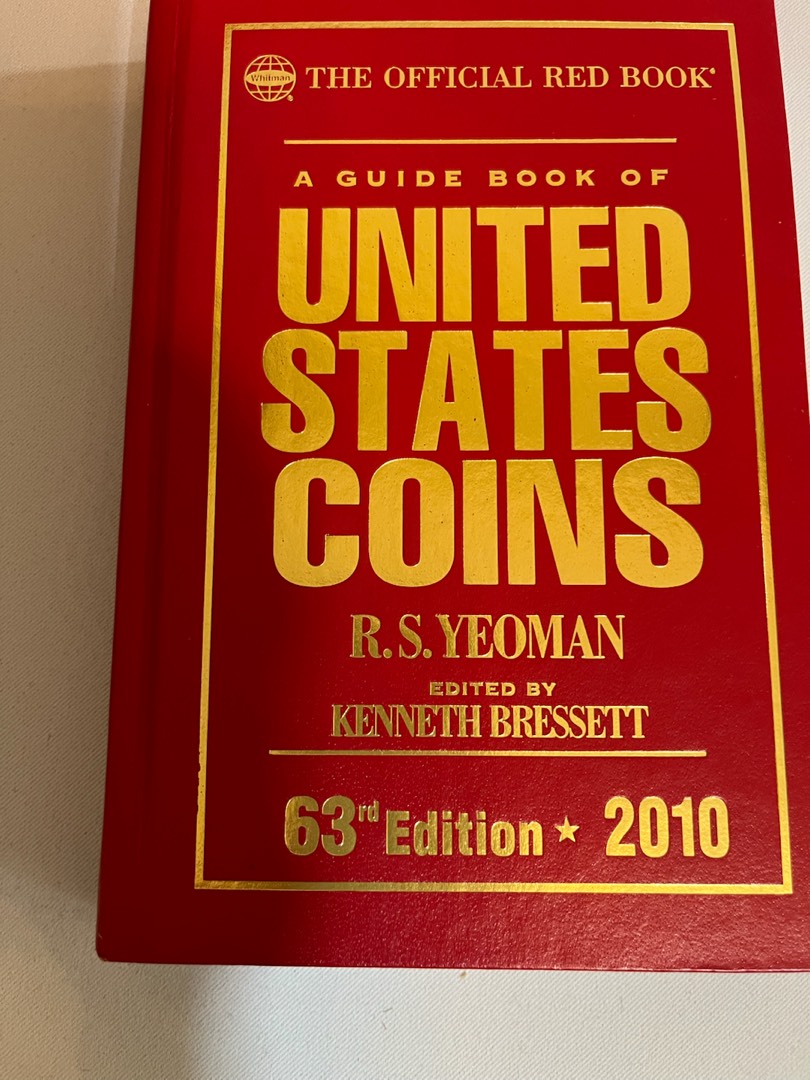 Whitman® THE OFFICIAL RED BOOK®
A GUIDE BOOK OF
UNITED
STATES
COINS
R.S. YEOMAN
EDITED BY
KENNETH BRESSETT
63rd Edition ★ 2010